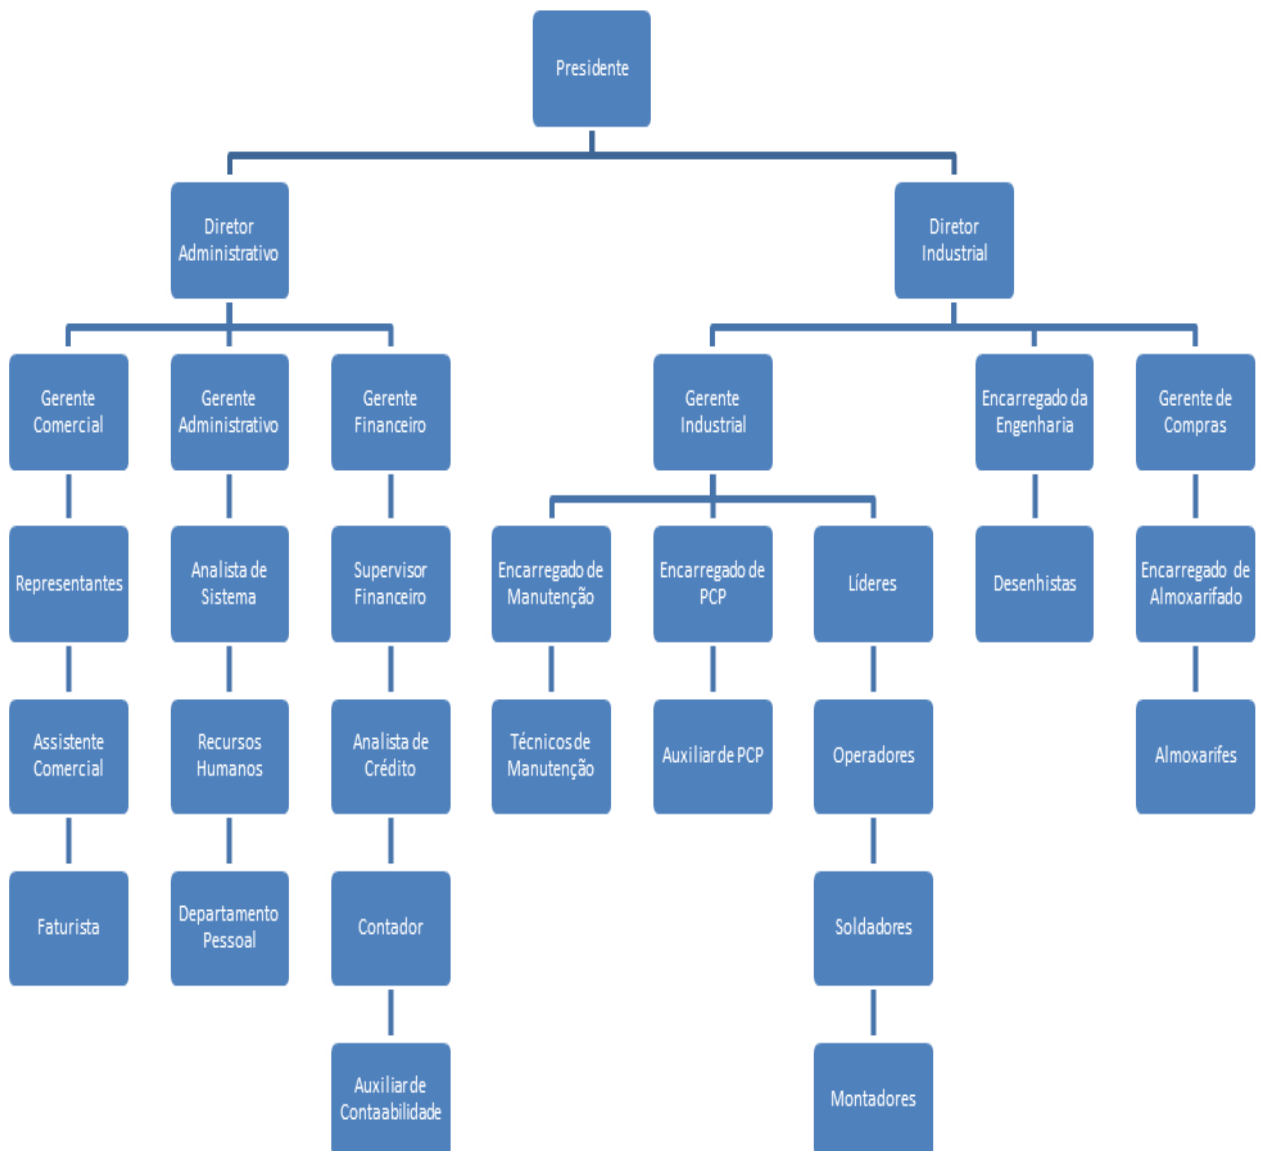 Presidente
Diretor
Administrativo
Diretor
Industrial
Gerente
Comercial
Gerente
Administrativo
Gerente
Financeiro
Gerente
Industrial
Encarregado da
Engenharia
Gerente de
Compras
Representantes
Analista de
Sistema
Supervisor
Financeiro
Encarregado de
Manutenção
Encarregado de
PCP
Líderes
Desenhistas
Encarregado de
Almoxarifado
Assistente
Comercial
Recursos
Humanos
Analista de
Crédito
Técnicos de
Manutenção
Auxiliar de PCP
Operadores
Almoxarifes
Faturista
Departamento
Pessoal
Contador
Soldadores
Auxiliar de
Contaabilidade
Montadores